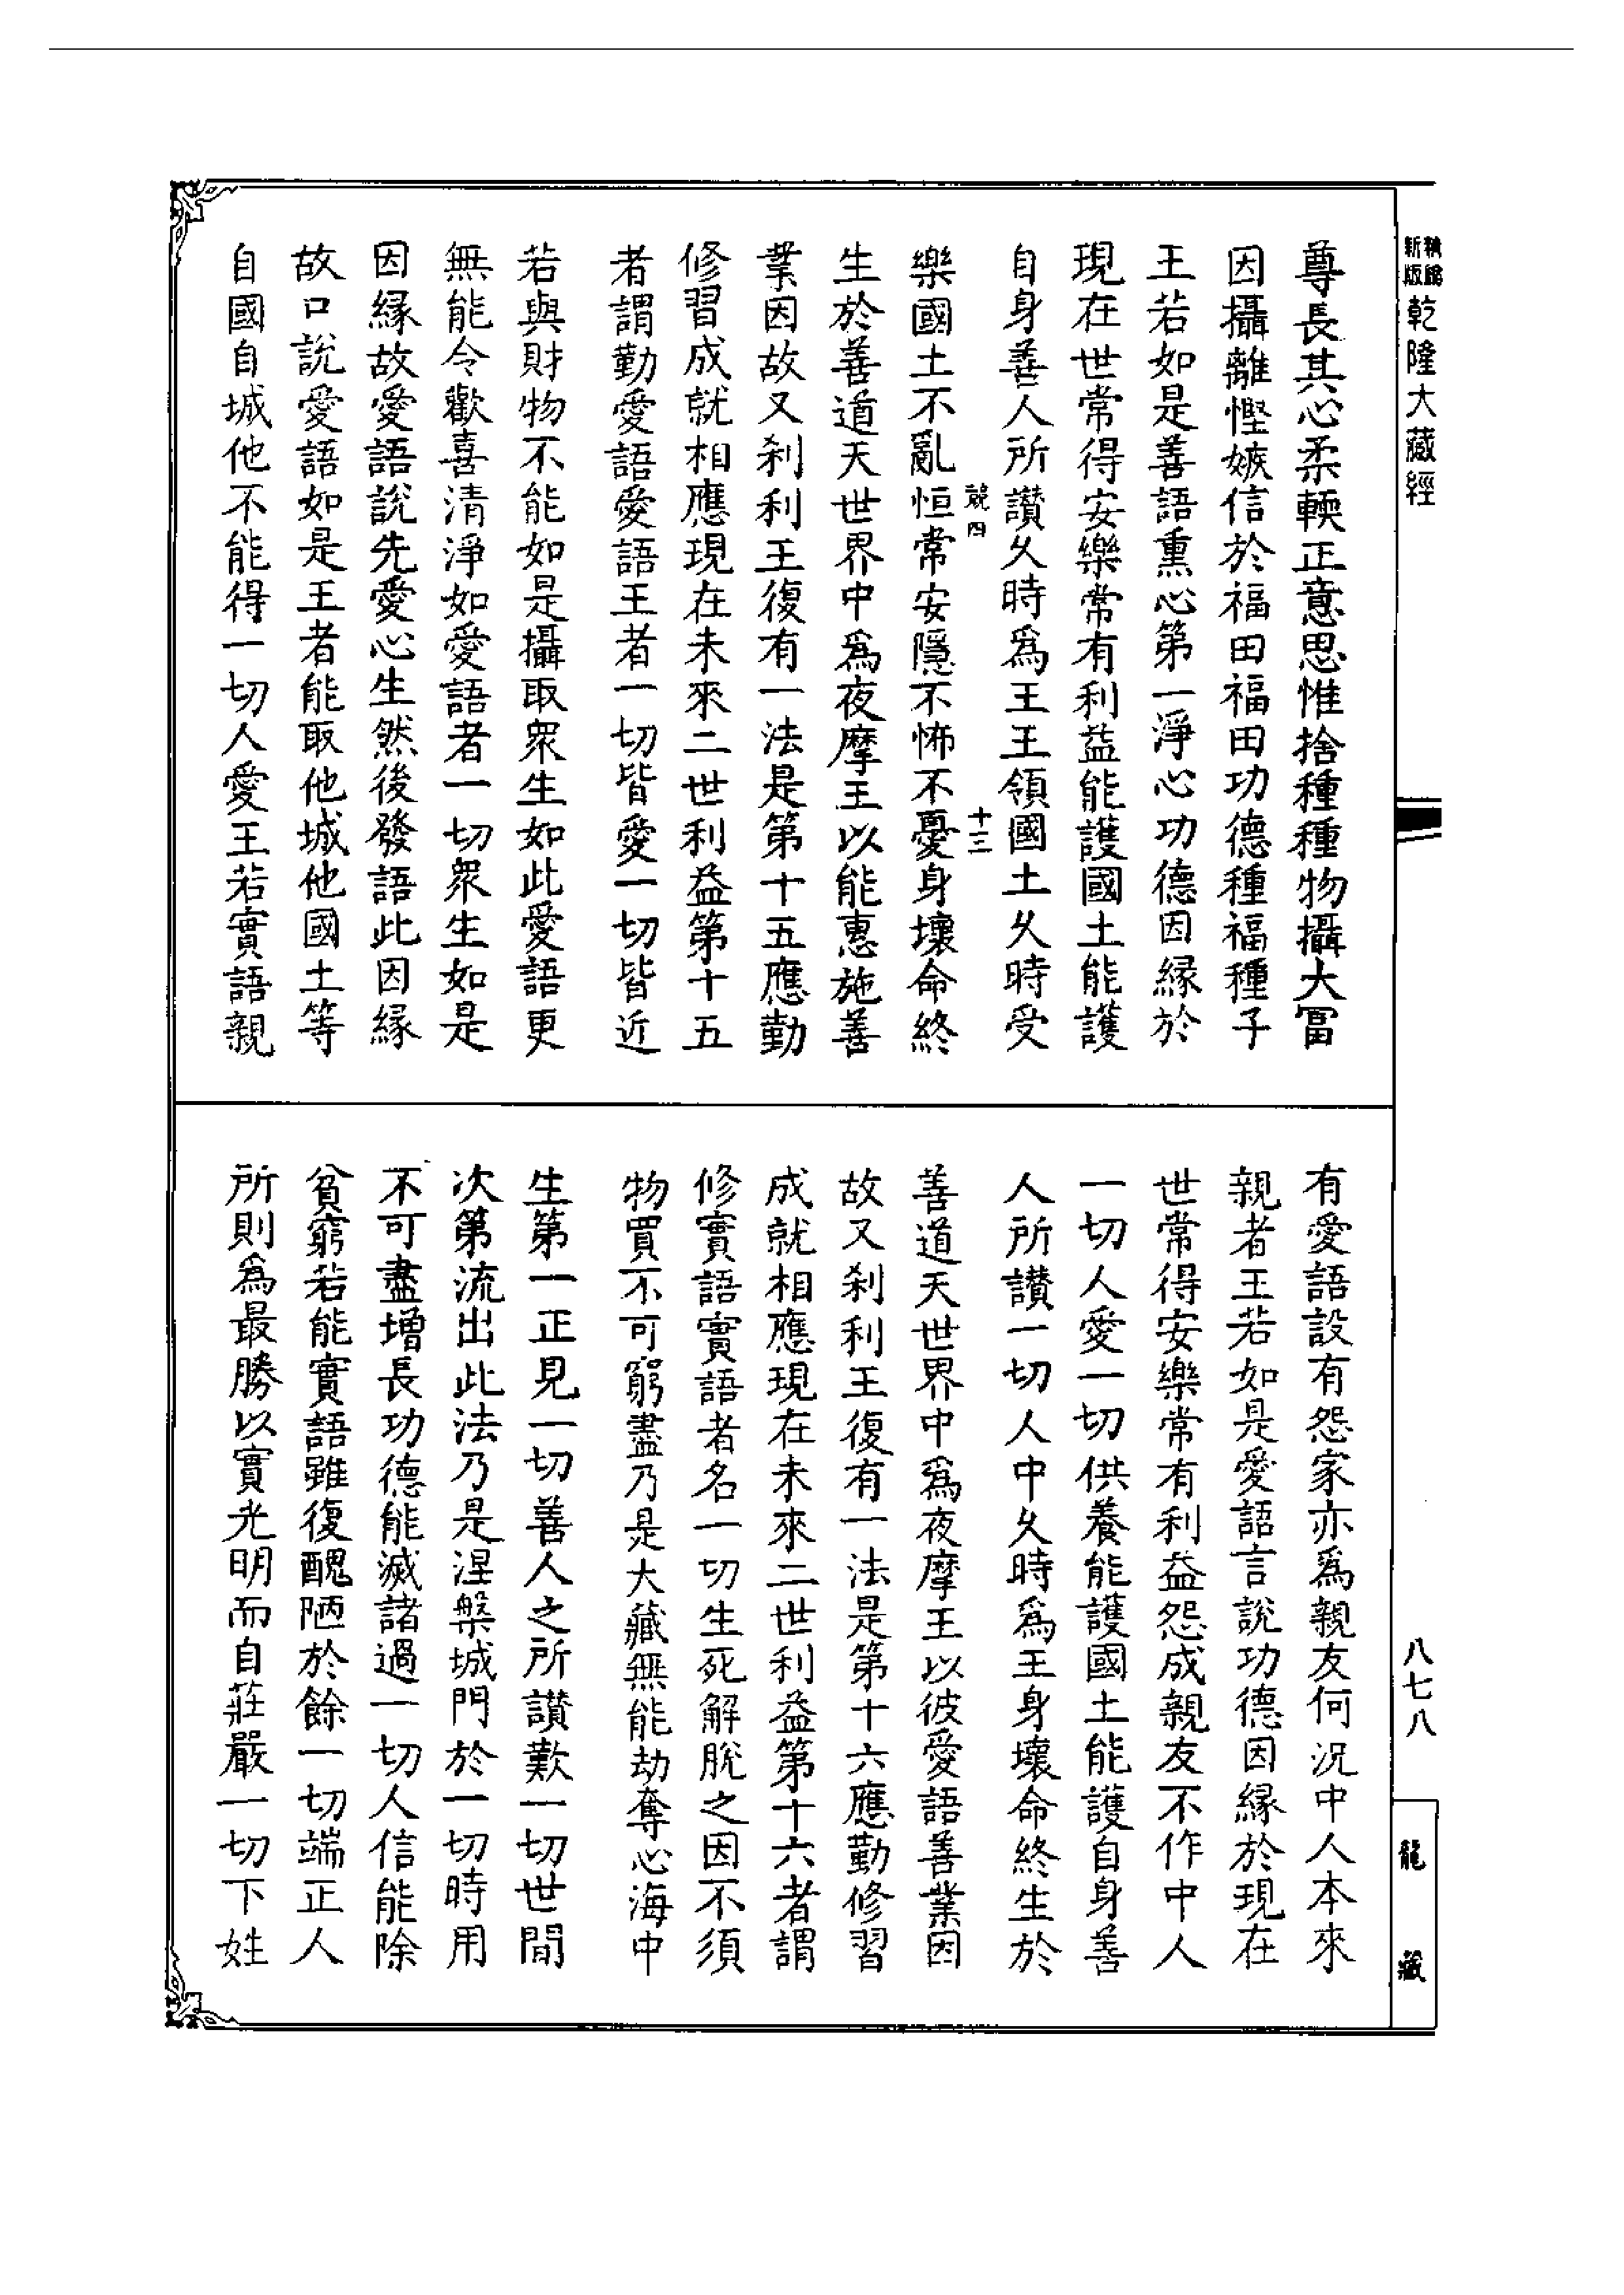 新版乾隆大藏經
尊長其心柔輭正意思惟捨種種物攝大富
因攝離慳嫉信於福田福田功德種福種子
王若如是善語熏心第一淨心功德因緣於
現在世常得安樂常有利益能護國土能護
自身善人所讚久時爲王王領國土久時受
競四 十三
樂國土不亂恒常安隱不怖不憂身壞命終
生於善道天世界中爲夜摩王以能惠施善
業因故又刹利王復有一法是第十五應勤
修習成就相應現在未來二世利益第十五
者謂勤愛語愛語王者一切皆愛一切皆近
若與財物不能如是攝取衆生如此愛語更
無能令歡喜清淨如愛語者一切衆生如是
因緣故愛語說先愛心生然後發語此因緣
故口說愛語如是王者能取他城他國土等
自國自城他不能得一切人愛王若實語親
有愛語設有怨家亦爲親友何況中人本來
親者王若如是愛語言說功德因緣於現在
世常得安樂常有利益怨成親友不作中人
一切人愛一切供養能護國土能護自身善
人所讚一切人中久時爲王身壞命終生於
善道天世界中爲夜摩王以彼愛語善業因
故又刹利王復有一法是第十六應勤修習
成就相應現在未來二世利益第十六者謂
修實語實語者名一切生死解脫之因不須
物買不可窮盡乃是大藏無能劫奪心海中
生第一正見一切善人之所讚歎一切世間
次第流出此法乃是涅槃城門於一切時用
不可盡增長功德能滅諸過一切人信能除
貧窮若能實語雖復醜陋於餘一切端正人
所則爲最勝以實光明而自莊嚴一切下姓
八七八
龍藏